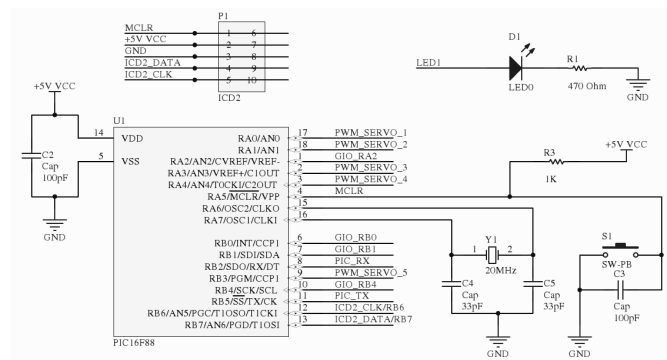 P1
MCLR 1 6
+5V VCC 2 7
GND 3 8
ICD2_DATA 4 9
ICD2_CLK 5 10
ICD2
D1
LED1
LED0
R1
470 Ohm
GND
+5V VCC
C2
Cap
100pF
GND
U1
14 VDD
5 VSS
RA0/AN0 17 PWM_SERVO_1
RA1/AN1 18 PWM_SERVO_2
RA2/AN2/CVREF/VREF- 1 GIO_RA2
RA3/AN3/VREF+/C1OUT 2 PWM_SERVO_3
RA4/AN4/T0CKI/C2OUT 3 PWM_SERVO_4
RA5/MCLR/VPP 4 MCLR
RA6/OSC2/CLKO 15
RA7/OSC1/CLKI 16
RB0/INT/CCP1 6 GIO_RB0
RB1/SDI/SDA 7 GIO_RB1
RB2/SDO/RX/DT 8 PIC_RX
RB3/PGM/CCP1 9 PWM_SERVO_5
RB4/SCK/SCL 10 GIO_RB4
RB5/SS/TX/CK 11 PIC_TX
RB6/AN5/PGC/T1OSO/T1CKI 12 ICD2_CLK/RB6
RB7/AN6/PGD/T1OSI 13 ICD2_DATA/RB7
PIC16F88
R3
1K
+5V VCC
1 Y1 2
20MHz
C4
Cap
33pF
C5
Cap
33pF
GND
S1
SW-PB
C3
Cap
100pF
GND